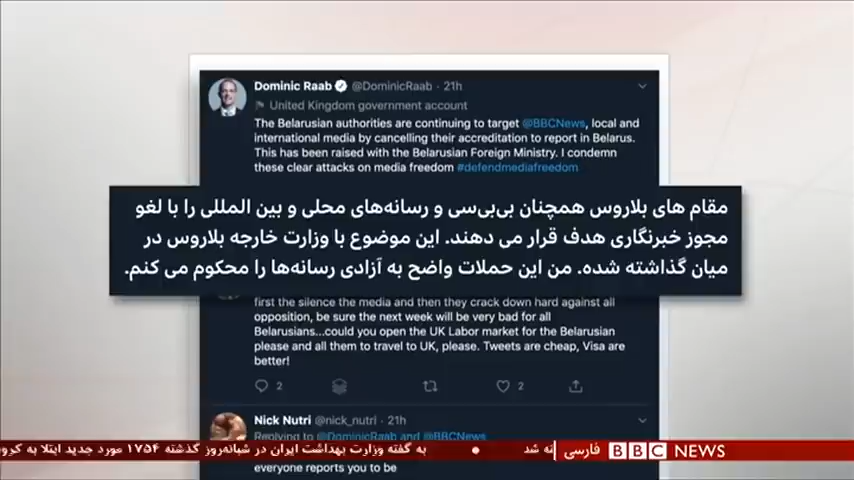 Dominic Raab @DominicRaab · 21h
United Kingdom government account
The Belarusian authorities are continuing to target @BBCNews, local and
international media by cancelling their accreditation to report in Belarus.
This has been raised with the Belarusian Foreign Ministry. I condemn
these clear attacks on media freedom #defendmediafreedom
مقام های بلاروس همچنان بی‌بی‌سی و رسانه‌های محلی و بین المللی را با لغو
مجوز خبرنگاری هدف قرار می دهند. این موضوع با وزارت خارجه بلاروس در
میان گذاشته شده. من این حملات واضح به آزادی رسانه‌ها را محکوم می کنم.
first the silence the media and then they crack down hard against all
opposition, be sure the next week will be very bad for all
Belarusians...could you open the UK Labor market for the Belarusian
please and all them to travel to UK, please. Tweets are cheap, Visa are
better!
2 2
Nick Nutri @nick_nutri · 21h
Replying to @DominicRaab and @BBCNews
به گفته وزارت بهداشت ایران در شبانه‌روز گذشته ۱۷۵۴ مورد جدید ابتلا به کرو
نه شد
BBC NEWS فارسی
everyone reports you to be